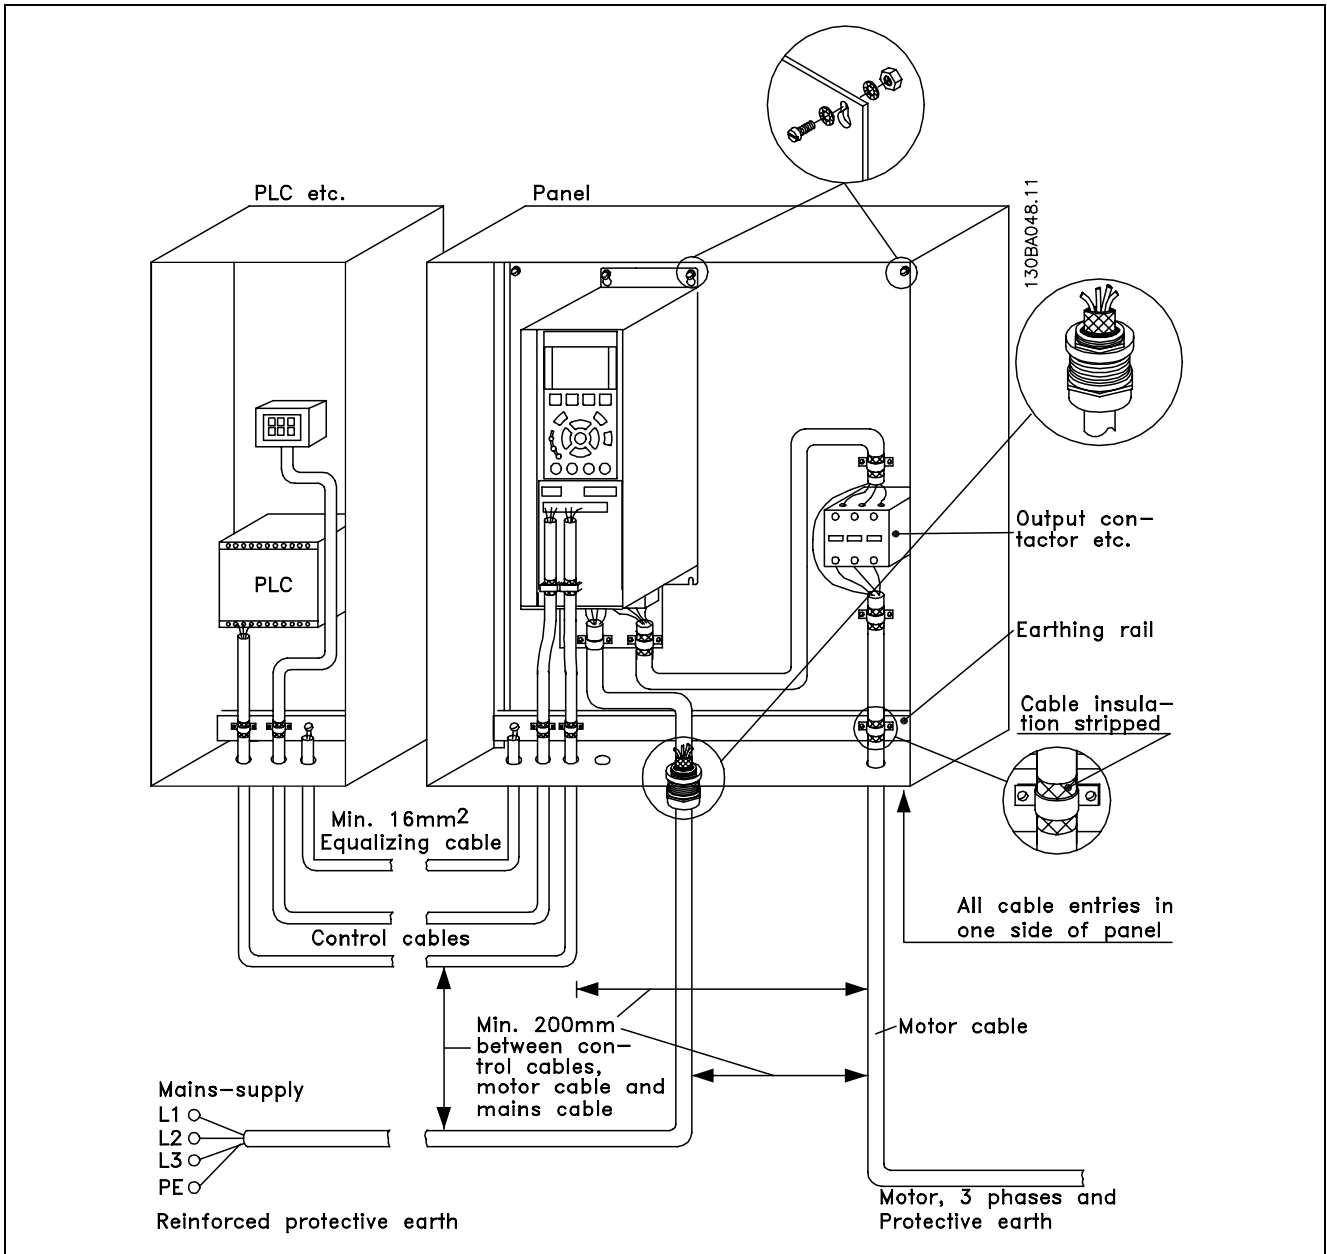 PLC etc.
Panel
130BA048.11
PLC
Output con-
tactor etc.
Earthing rail
Cable insula-
tion stripped
Min. 16mm2
Equalizing cable
All cable entries in
one side of panel
Control cables
Min. 200mm
between con-
trol cables,
motor cable and
mains cable
Motor cable
Mains-supply
L1
L2
L3
PE
Reinforced protective earth
Motor, 3 phases and
Protective earth